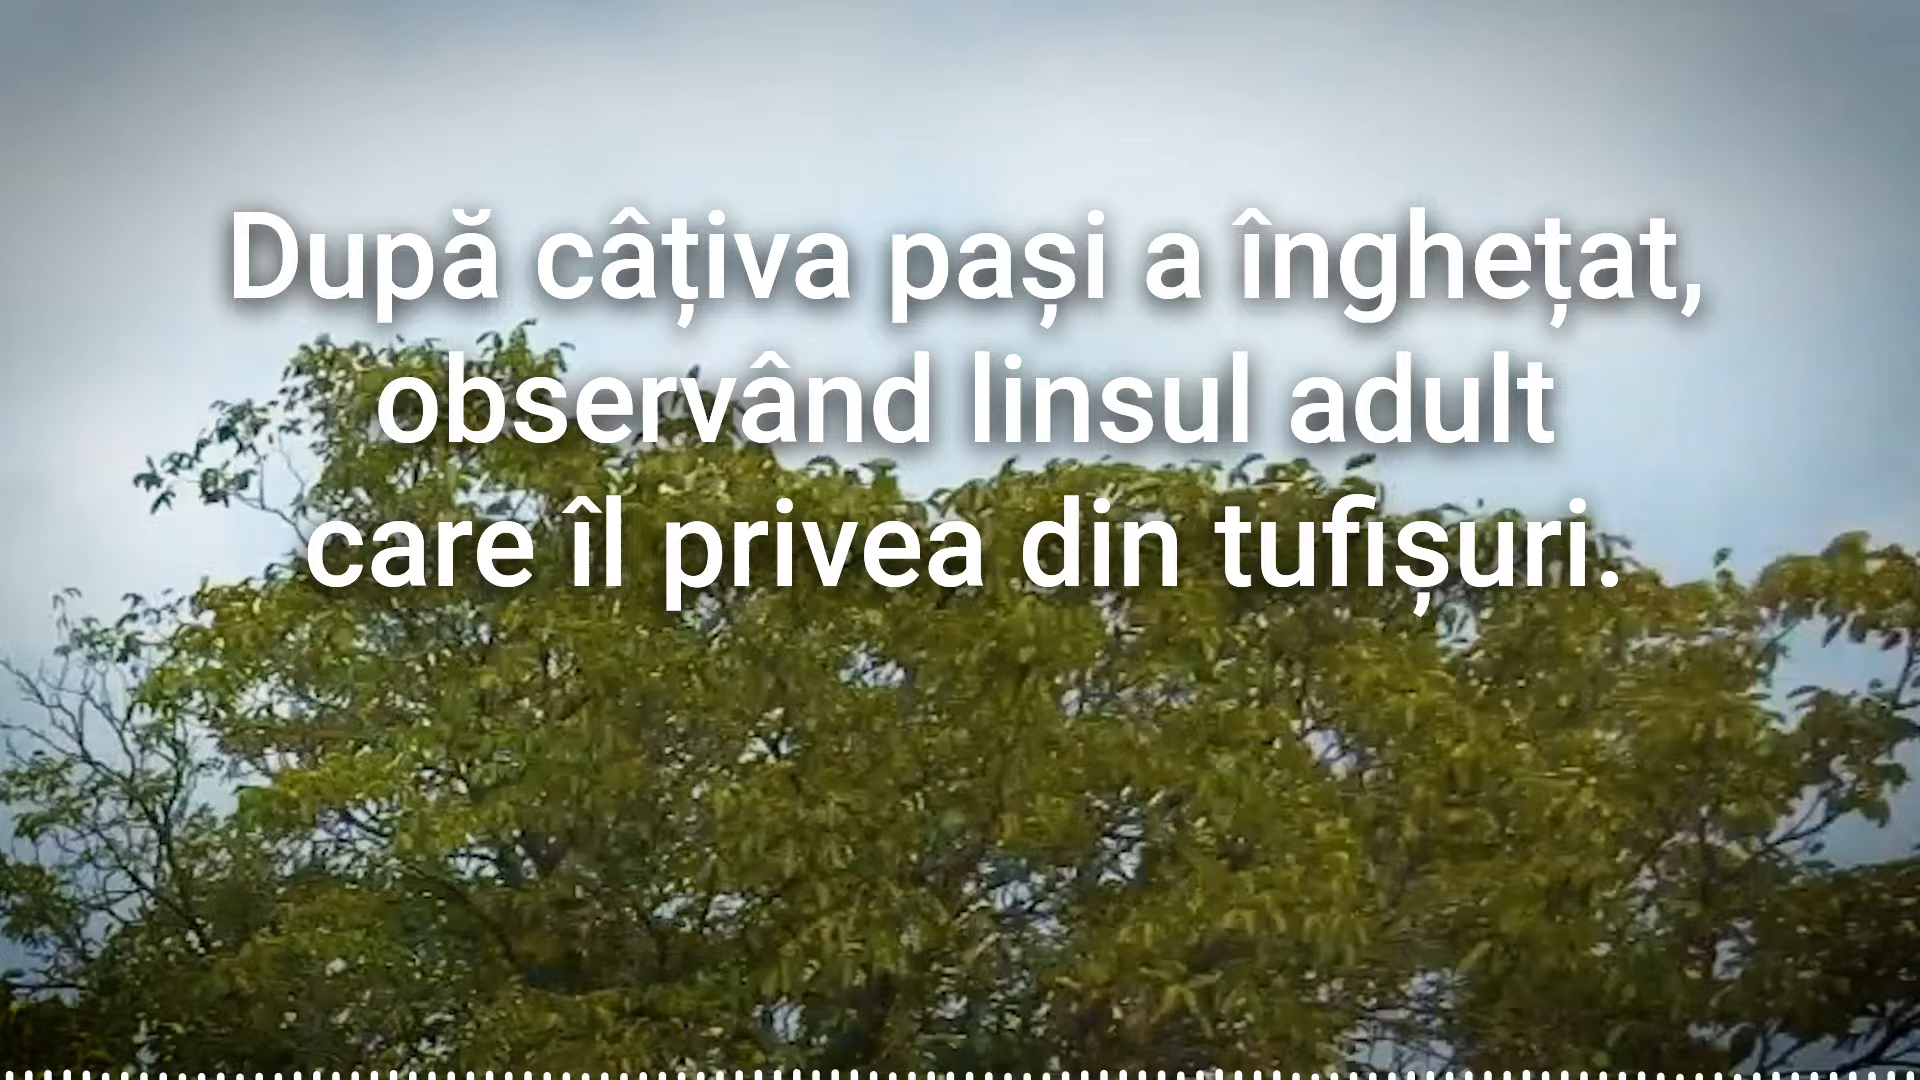 După câțiva pași a înghețat,
observând linsul adult
care îl privea din tufișuri.